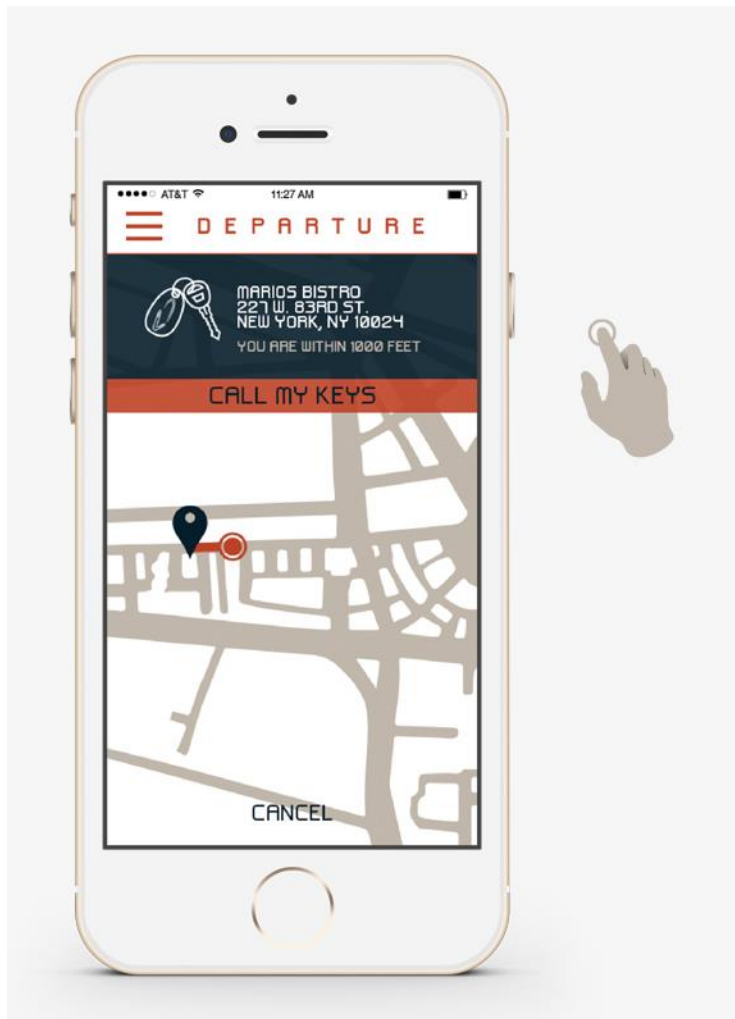 AT&T 11:27 AM
DEPARTURE
MARIOS BISTRO
227 W. 83RD ST.
NEW YORK, NY 10024
YOU ARE WITHIN 1000 FEET
CALL MY KEYS
CANCEL